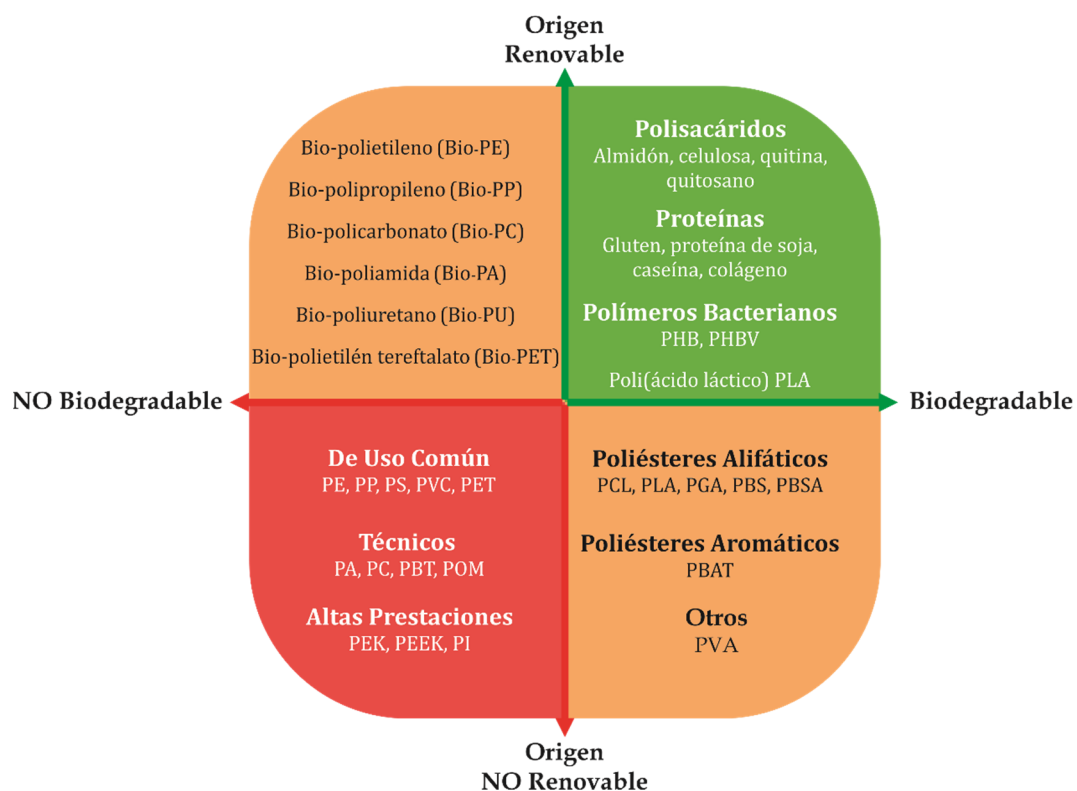 Origen
Renovable
Bio-polietileno (Bio-PE)
Bio-polipropileno (Bio-PP)
Bio-policarbonato (Bio-PC)
Bio-poliamida (Bio-PA)
Bio-poliuretano (Bio-PU)
Bio-polietilén tereftalato (Bio-PET)
Polisacáridos
Almidón, celulosa, quitina,
quitosano
Proteínas
Gluten, proteína de soja,
caseína, colágeno
Polímeros Bacterianos
PHB, PHBV
Poli(ácido láctico) PLA
NO Biodegradable
Biodegradable
De Uso Común
PE, PP, PS, PVC, PET
Técnicos
PA, PC, PBT, POM
Altas Prestaciones
PEK, PEEK, PI
Poliésteres Alifáticos
PCL, PLA, PGA, PBS, PBSA
Poliésteres Aromáticos
PBAT
Otros
PVA
Origen
NO Renovable